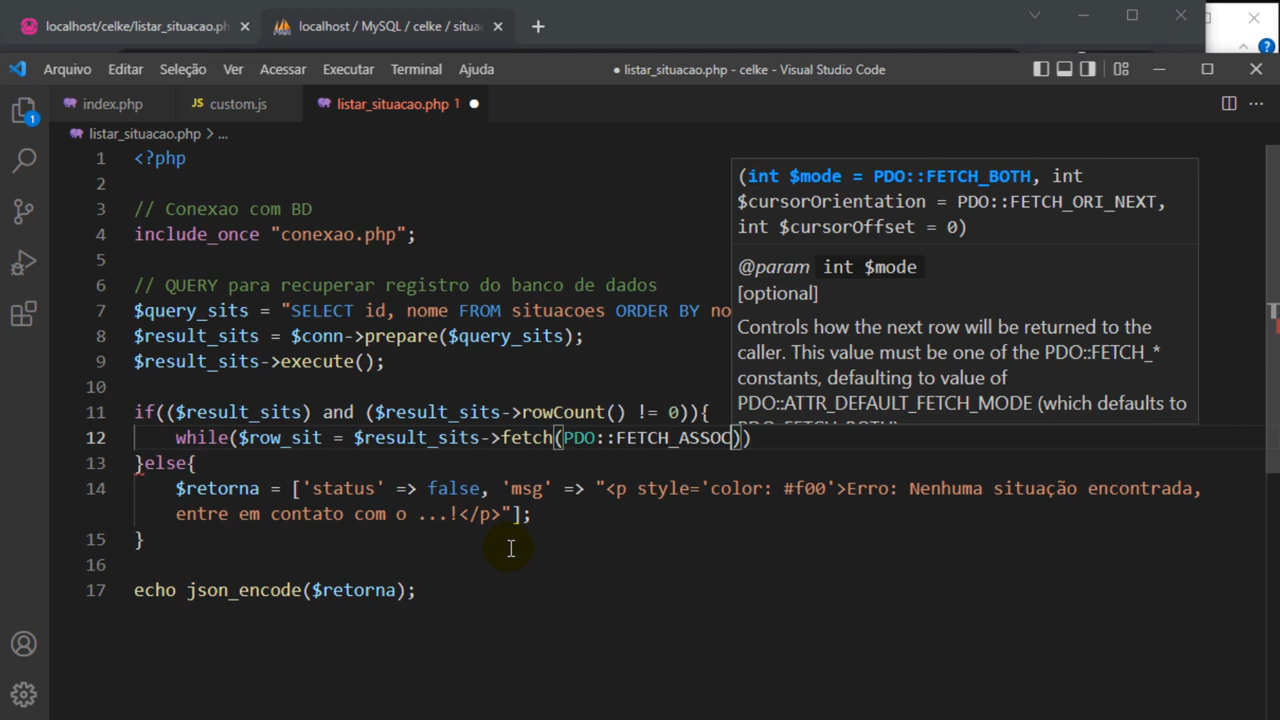 localhost/celke/listar_situacao.ph
localhost / MySQL / celke / situa
Arquivo Editar Seleção Ver Acessar Executar Terminal Ajuda
● listar_situacao.php - celke - Visual Studio Code
index.php
JS custom.js
listar_situacao.php 1 ●
listar_situacao.php > ...
1 <?php
2
3 // Conexao com BD
4 include_once "conexao.php";
5
6 // QUERY para recuperar registro do banco de dados
7 $query_sits = "SELECT id, nome FROM situacoes ORDER BY no
8 $result_sits = $conn->prepare($query_sits);
9 $result_sits->execute();
10
11 if(($result_sits) and ($result_sits->rowCount() != 0)){
12 while($row_sit = $result_sits->fetch(PDO::FETCH_ASSOC))
13 }else{
14 $retorna = ['status' => false, 'msg' => "<p style='color: #f00'>Erro: Nenhuma situação encontrada,
entre em contato com o ...!</p>"];
15 }
16
17 echo json_encode($retorna);
(int $mode = PDO::FETCH_BOTH, int
$cursorOrientation = PDO::FETCH_ORI_NEXT,
int $cursorOffset = 0)
@param int $mode
[optional]
Controls how the next row will be returned to the
caller. This value must be one of the PDO::FETCH_*
constants, defaulting to value of
PDO::ATTR_DEFAULT_FETCH_MODE (which defaults to
PDO::FETCH_BOTH)
1